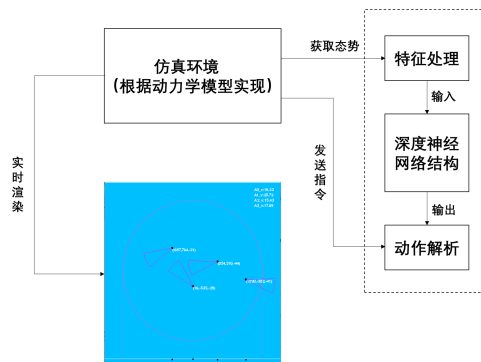 仿真环境
（根据动力学模型实现）
获取态势
特征处理
输入
深度神经
网络结构
输出
动作解析
发送指令
实时渲染